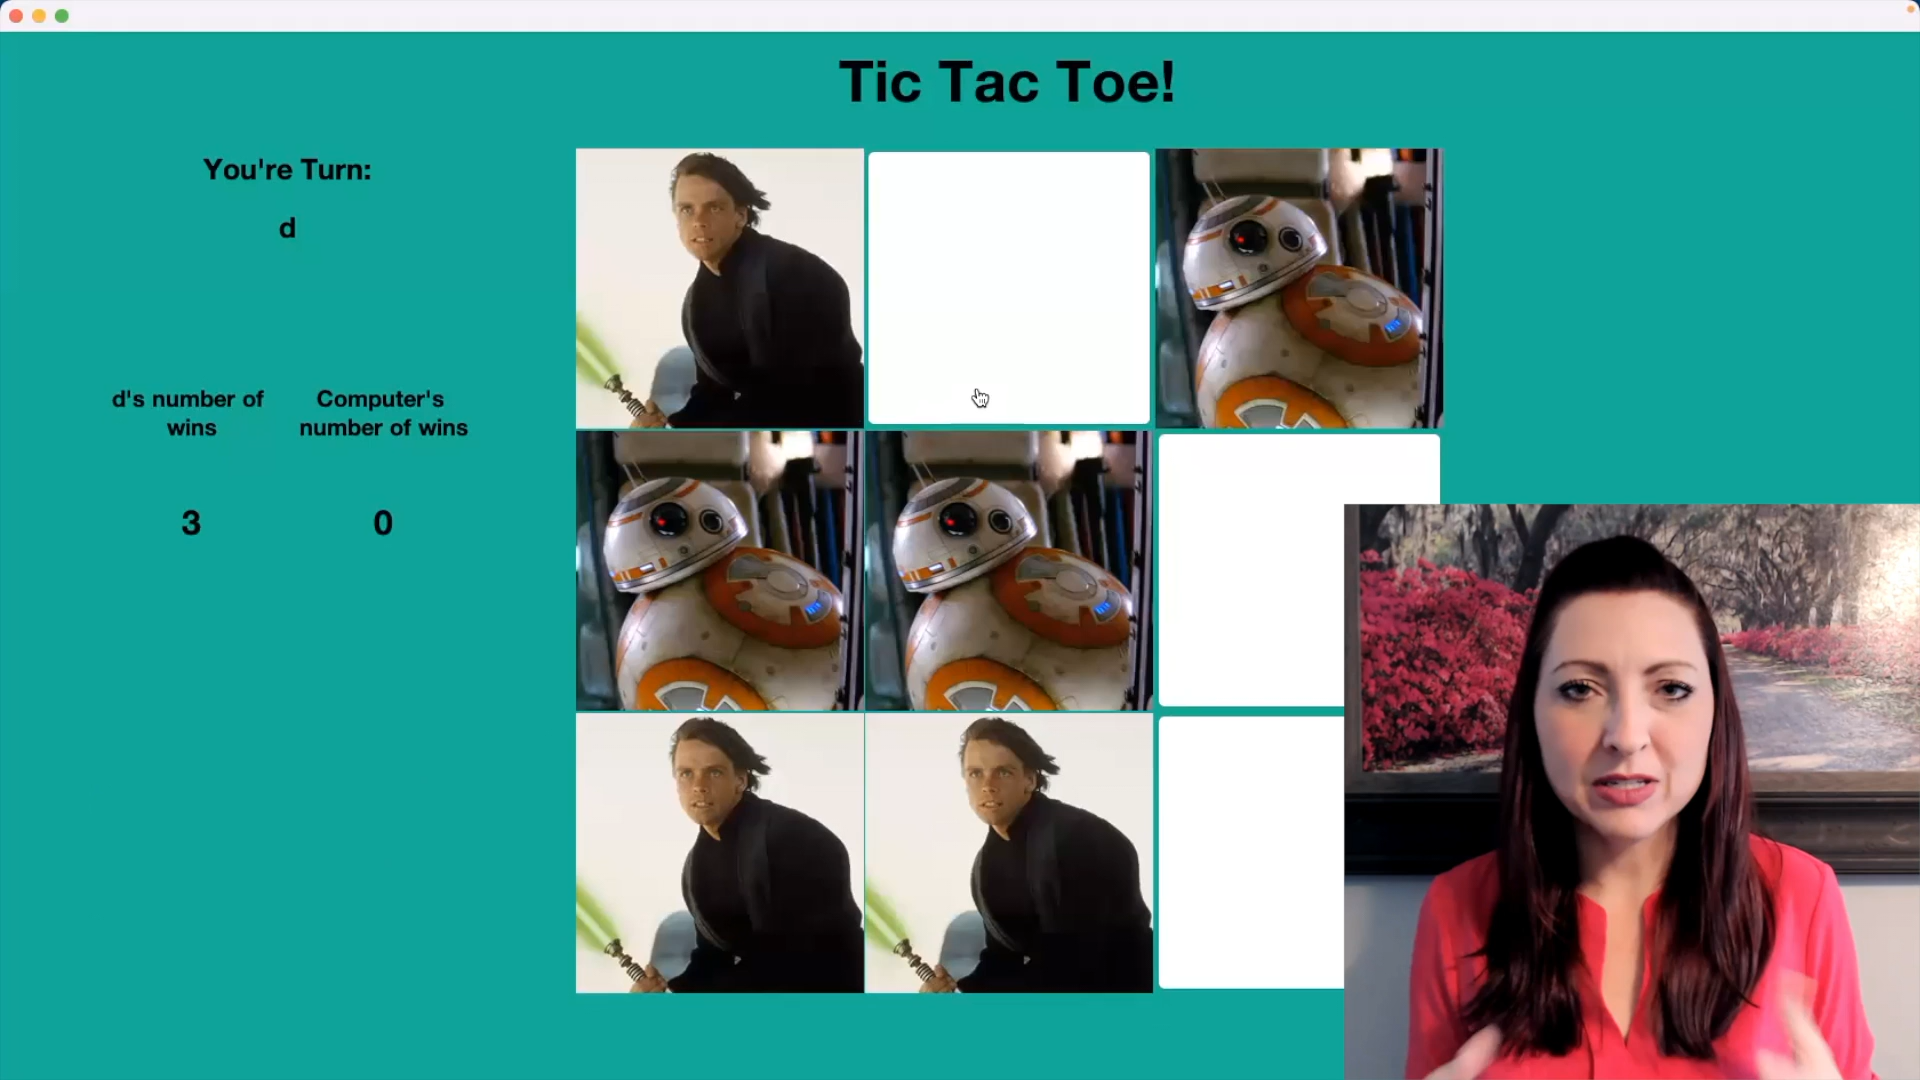 Tic Tac Toe!
You're Turn:
d
d's number of
wins
Computer's
number of wins
3
0